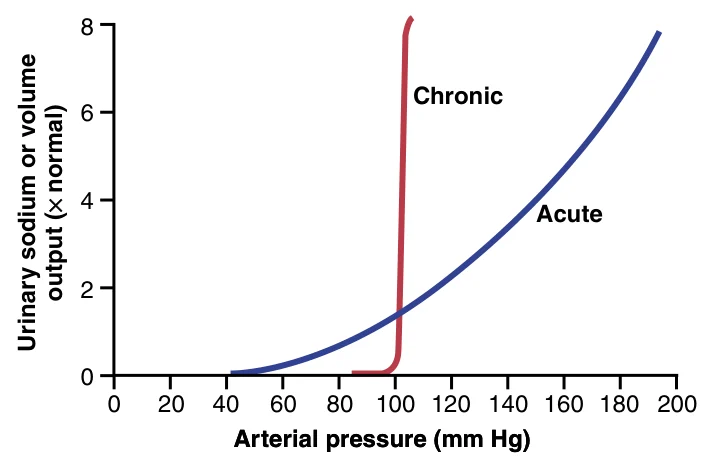 Urinary sodium or volume
output (× normal)
8
6
4
2
0
Chronic
Acute
0 20 40 60 80 100 120 140 160 180 200
Arterial pressure (mm Hg)